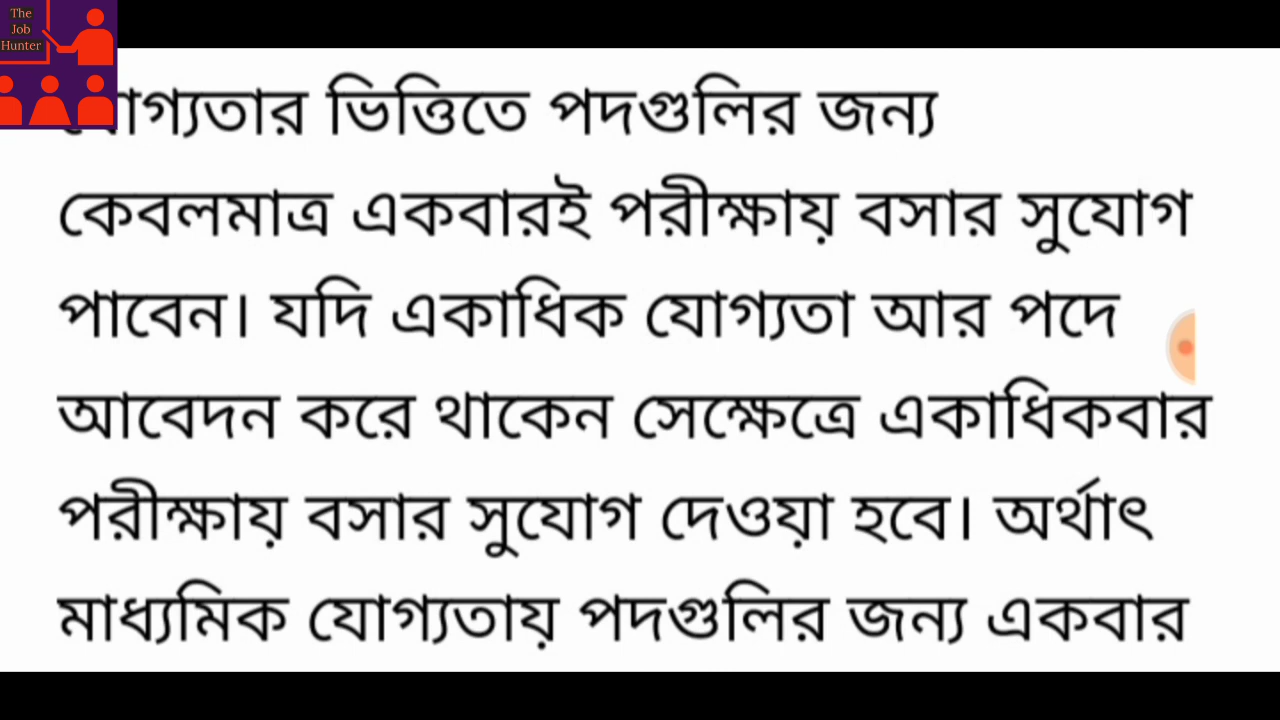 The
Job
Hunter
যোগ্যতার ভিত্তিতে পদগুলির জন্য
কেবলমাত্র একবারই পরীক্ষায় বসার সুযোগ
পাবেন। যদি একাধিক যোগ্যতা আর পদে
আবেদন করে থাকেন সেক্ষেত্রে একাধিকবার
পরীক্ষায় বসার সুযোগ দেওয়া হবে। অর্থাৎ
মাধ্যমিক যোগ্যতায় পদগুলির জন্য একবার